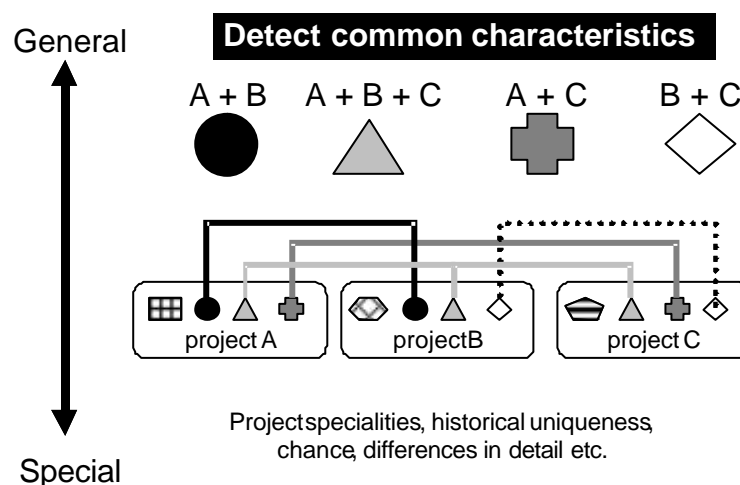 General
Detect common characteristics
A + B
A + B + C
A + C
B + C
project A
projectB
project C
Projectspecialities, historical uniqueness,
chance, differences in detail etc.
Special